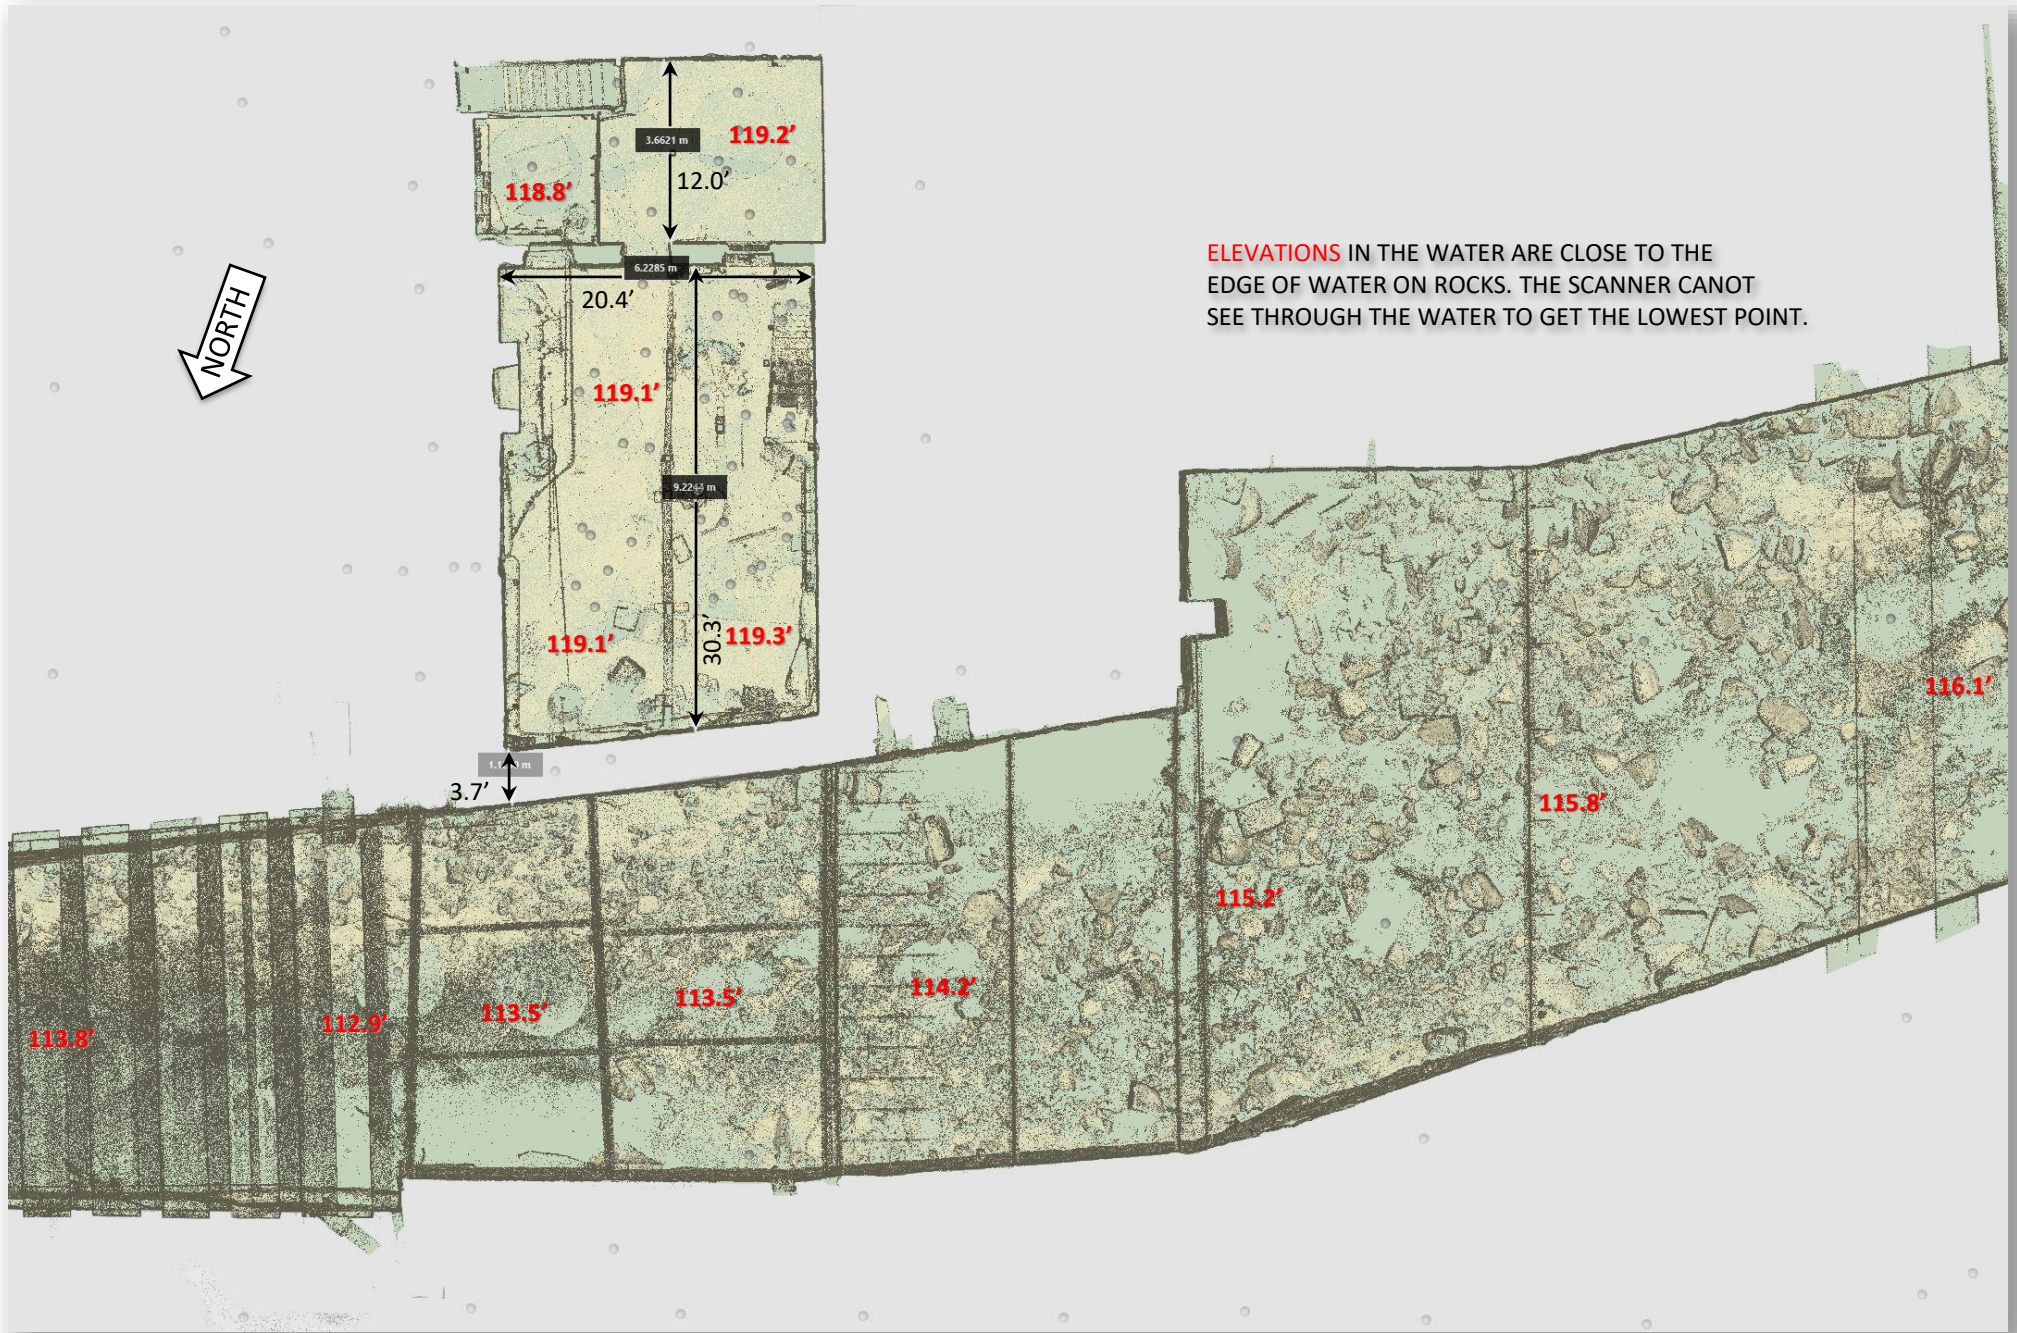 3.6621 m
119.2’
12.0’
118.8’
6.2285 m
20.4’
NORTH
ELEVATIONS IN THE WATER ARE CLOSE TO THE
EDGE OF WATER ON ROCKS. THE SCANNER CANOT
SEE THROUGH THE WATER TO GET THE LOWEST POINT.
119.1’
119.1’
30.3’
119.3’
3.7’
116.1’
115.8’
115.2’
114.2’
113.5’
113.5’
112.9’
113.8’